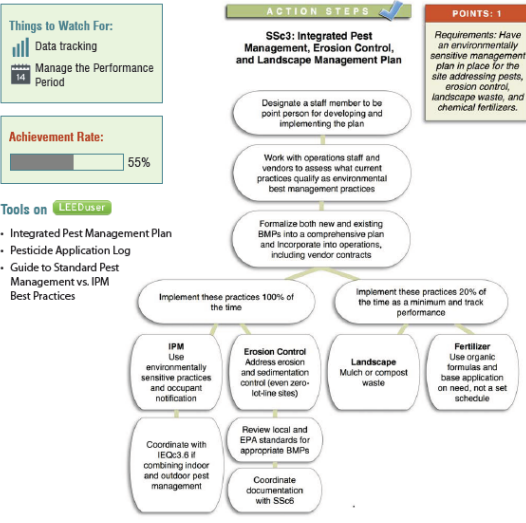 Things to Watch For:
Data tracking
14
Manage the Performance
Period
Achievement Rate:
55%
Tools on LEEDuser
• Integrated Pest Management Plan
• Pesticide Application Log
• Guide to Standard Pest
Management vs. IPM
Best Practices
ACTION STEPS
SSc3: Integrated Pest
Management, Erosion Control,
and Landscape Management Plan
Designate a staff member to be
point person for developing and
implementing the plan
Work with operations staff and
vendors to assess what current
practices qualify as environmental
best management practices
Formalize both new and existing
BMPs into a comprehensive plan
and Incorporate into operations,
including vendor contracts
Implement these practices 100% of
the time
Implement these practices 20% of
the time as a minimum and track
performance
IPM
Use
environmentally
sensitive practices
and occupant
notification
Erosion Control
Address erosion
and sedimentation
control (even zero-
lot-line sites)
Landscape
Mulch or compost
waste
Fertilizer
Use organic
formulas and
base application
on need, not a set
schedule
Coordinate with
IEQc3.6 if
combining indoor
and outdoor pest
management
Review local and
EPA standards for
appropriate BMPs
Coordinate
documentation
with SSc6
POINTS: 1
Requirements: Have
an environmentally
sensitive management
plan in place for the
site addressing pests,
erosion control,
landscape waste, and
chemical fertilizers.